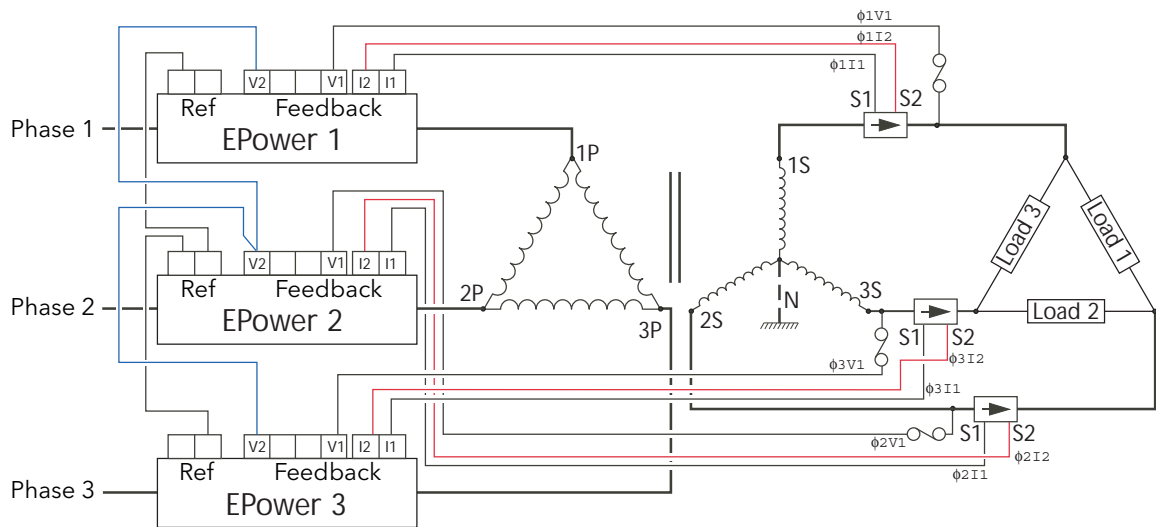 ϕ1V1
ϕ1I2
ϕ1I1
V2 V1 I2 I1
Ref Feedback
EPower 1
Phase 1
S1 S2
1P
1S
Load 3
Load 1
V2 V1 I2 I1
Ref Feedback
EPower 2
Phase 2
2P
3P
2S
N
3S
S1 S2
Load 2
ϕ3V1
ϕ3I2
ϕ3I1
S1 S2
ϕ2V1
ϕ2I2
ϕ2I1
V2 V1 I2 I1
Ref Feedback
EPower 3
Phase 3